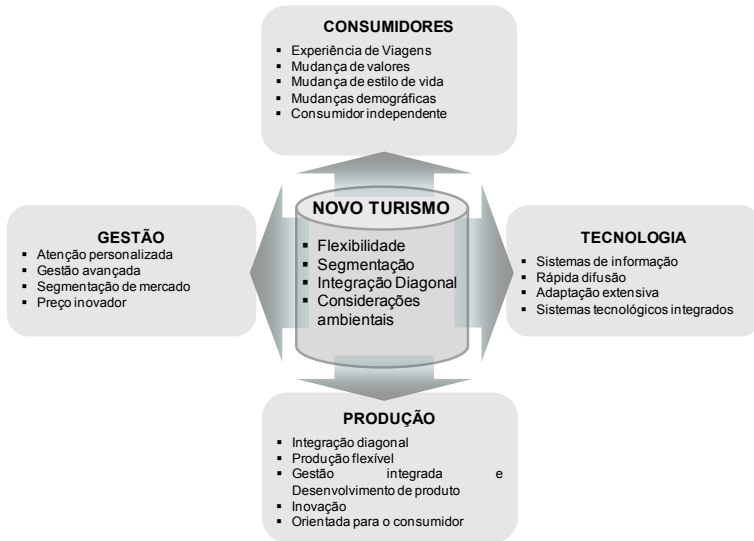 CONSUMIDORES
▪ Experiência de Viagens
▪ Mudança de valores
▪ Mudança de estilo de vida
▪ Mudanças demográficas
▪ Consumidor independente
GESTÃO
▪ Atenção personalizada
▪ Gestão avançada
▪ Segmentação de mercado
▪ Preço inovador
NOVO TURISMO
▪ Flexibilidade
▪ Segmentação
▪ Integração Diagonal
▪ Considerações
ambientais
TECNOLOGIA
▪ Sistemas de informação
▪ Rápida difusão
▪ Adaptação extensiva
▪ Sistemas tecnológicos integrados
PRODUÇÃO
▪ Integração diagonal
▪ Produção flexível
▪ Gestão integrada e
Desenvolvimento de produto
▪ Inovação
▪ Orientada para o consumidor